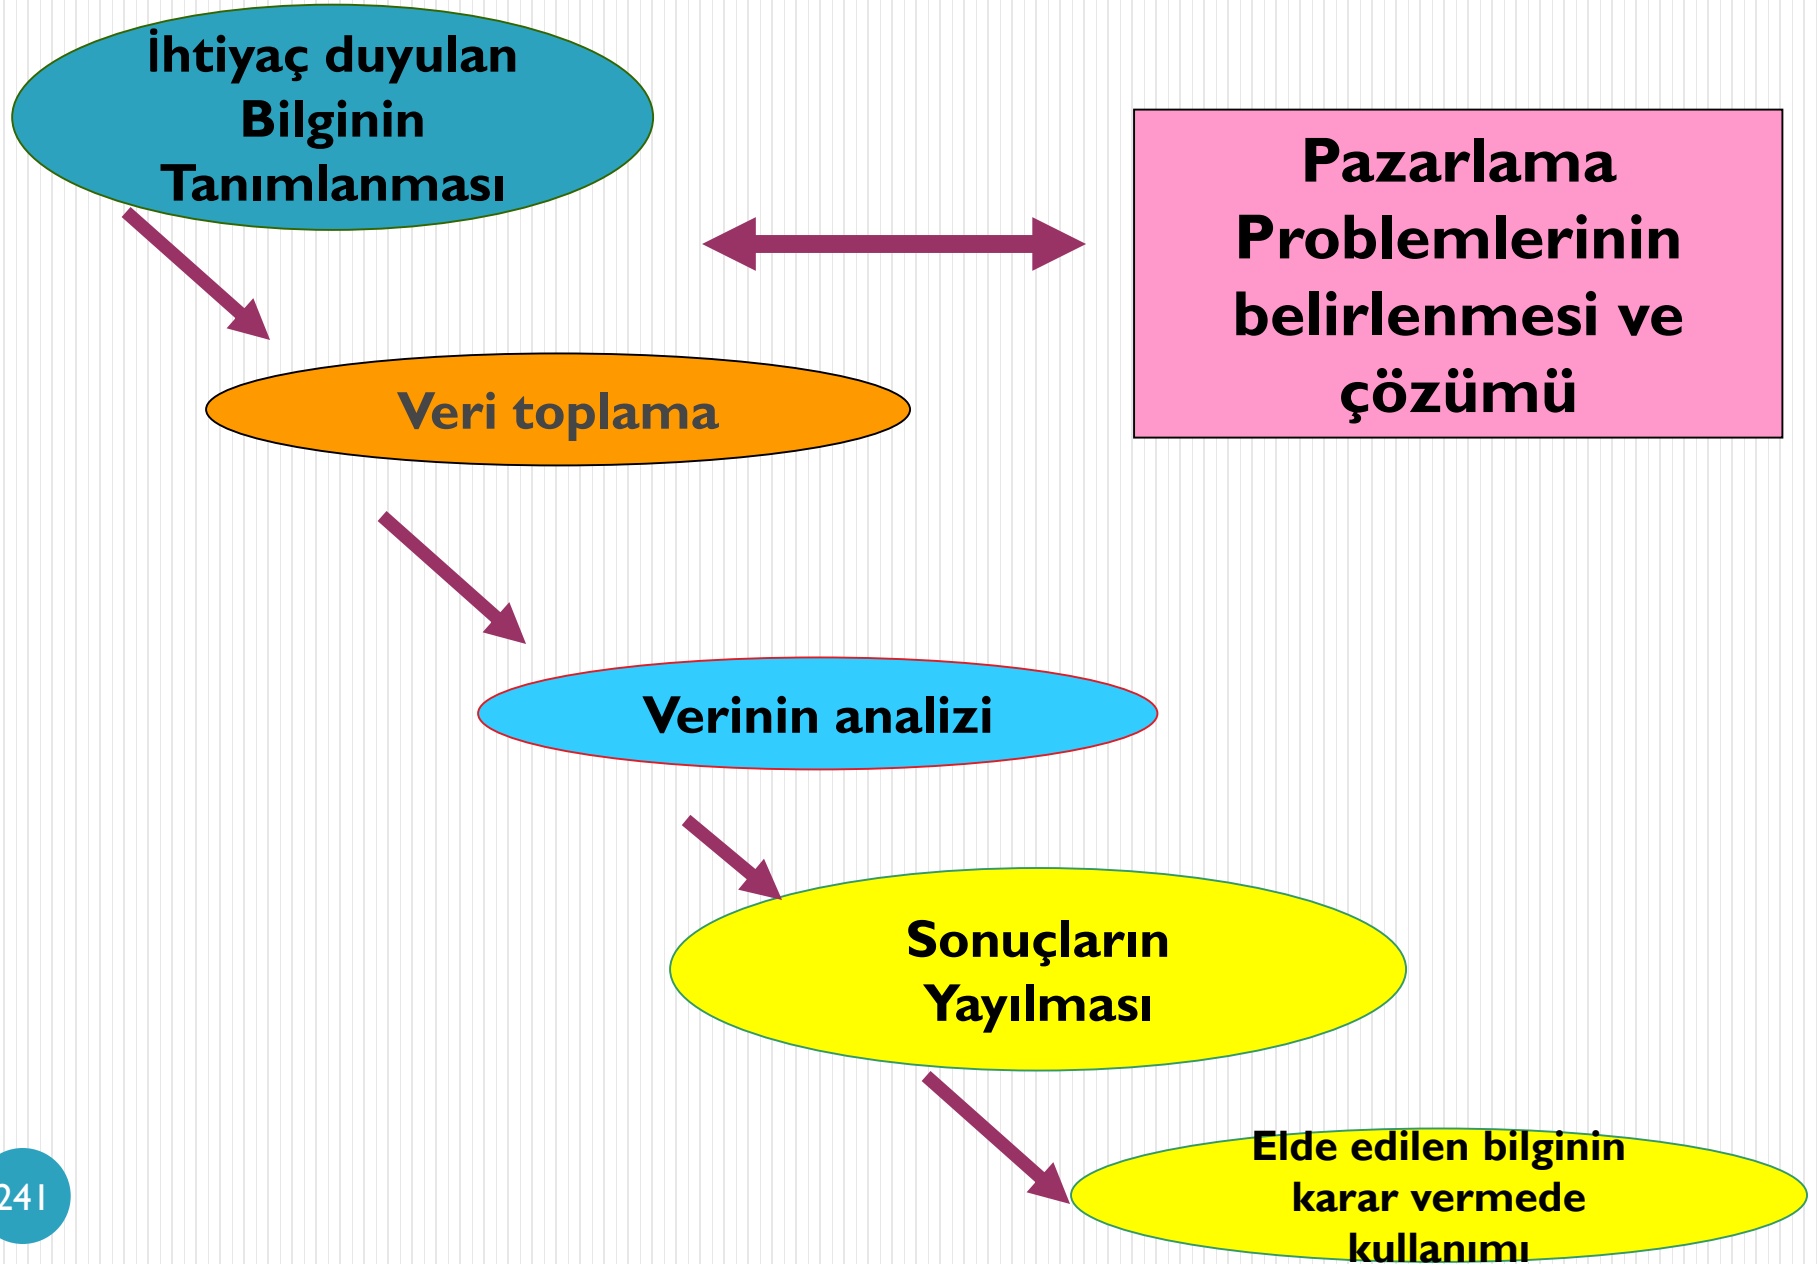 İhtiyaç duyulan
Bilginin
Tanımlanması
Pazarlama
Problemlerinin
belirlenmesi ve
çözümü
Veri toplama
Verinin analizi
Sonuçların
Yayılması
Elde edilen bilginin
karar vermede
kullanımı
241